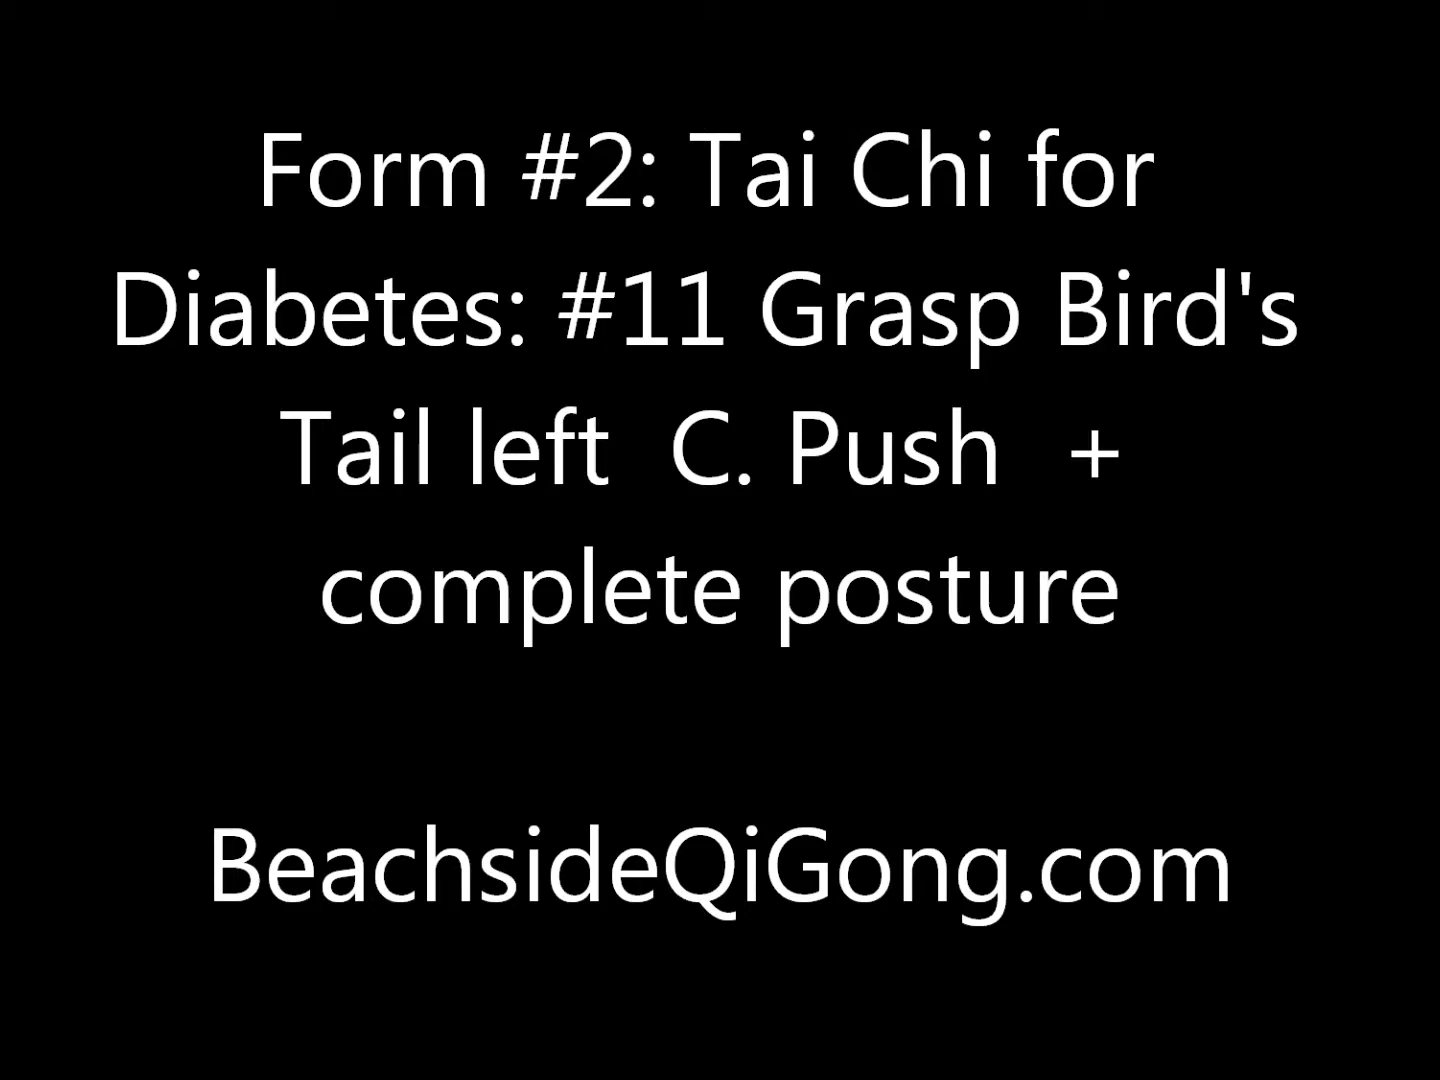 Form #2: Tai Chi for
Diabetes: #11 Grasp Bird's
Tail left  C. Push  +
complete posture
BeachsideQiGong.com